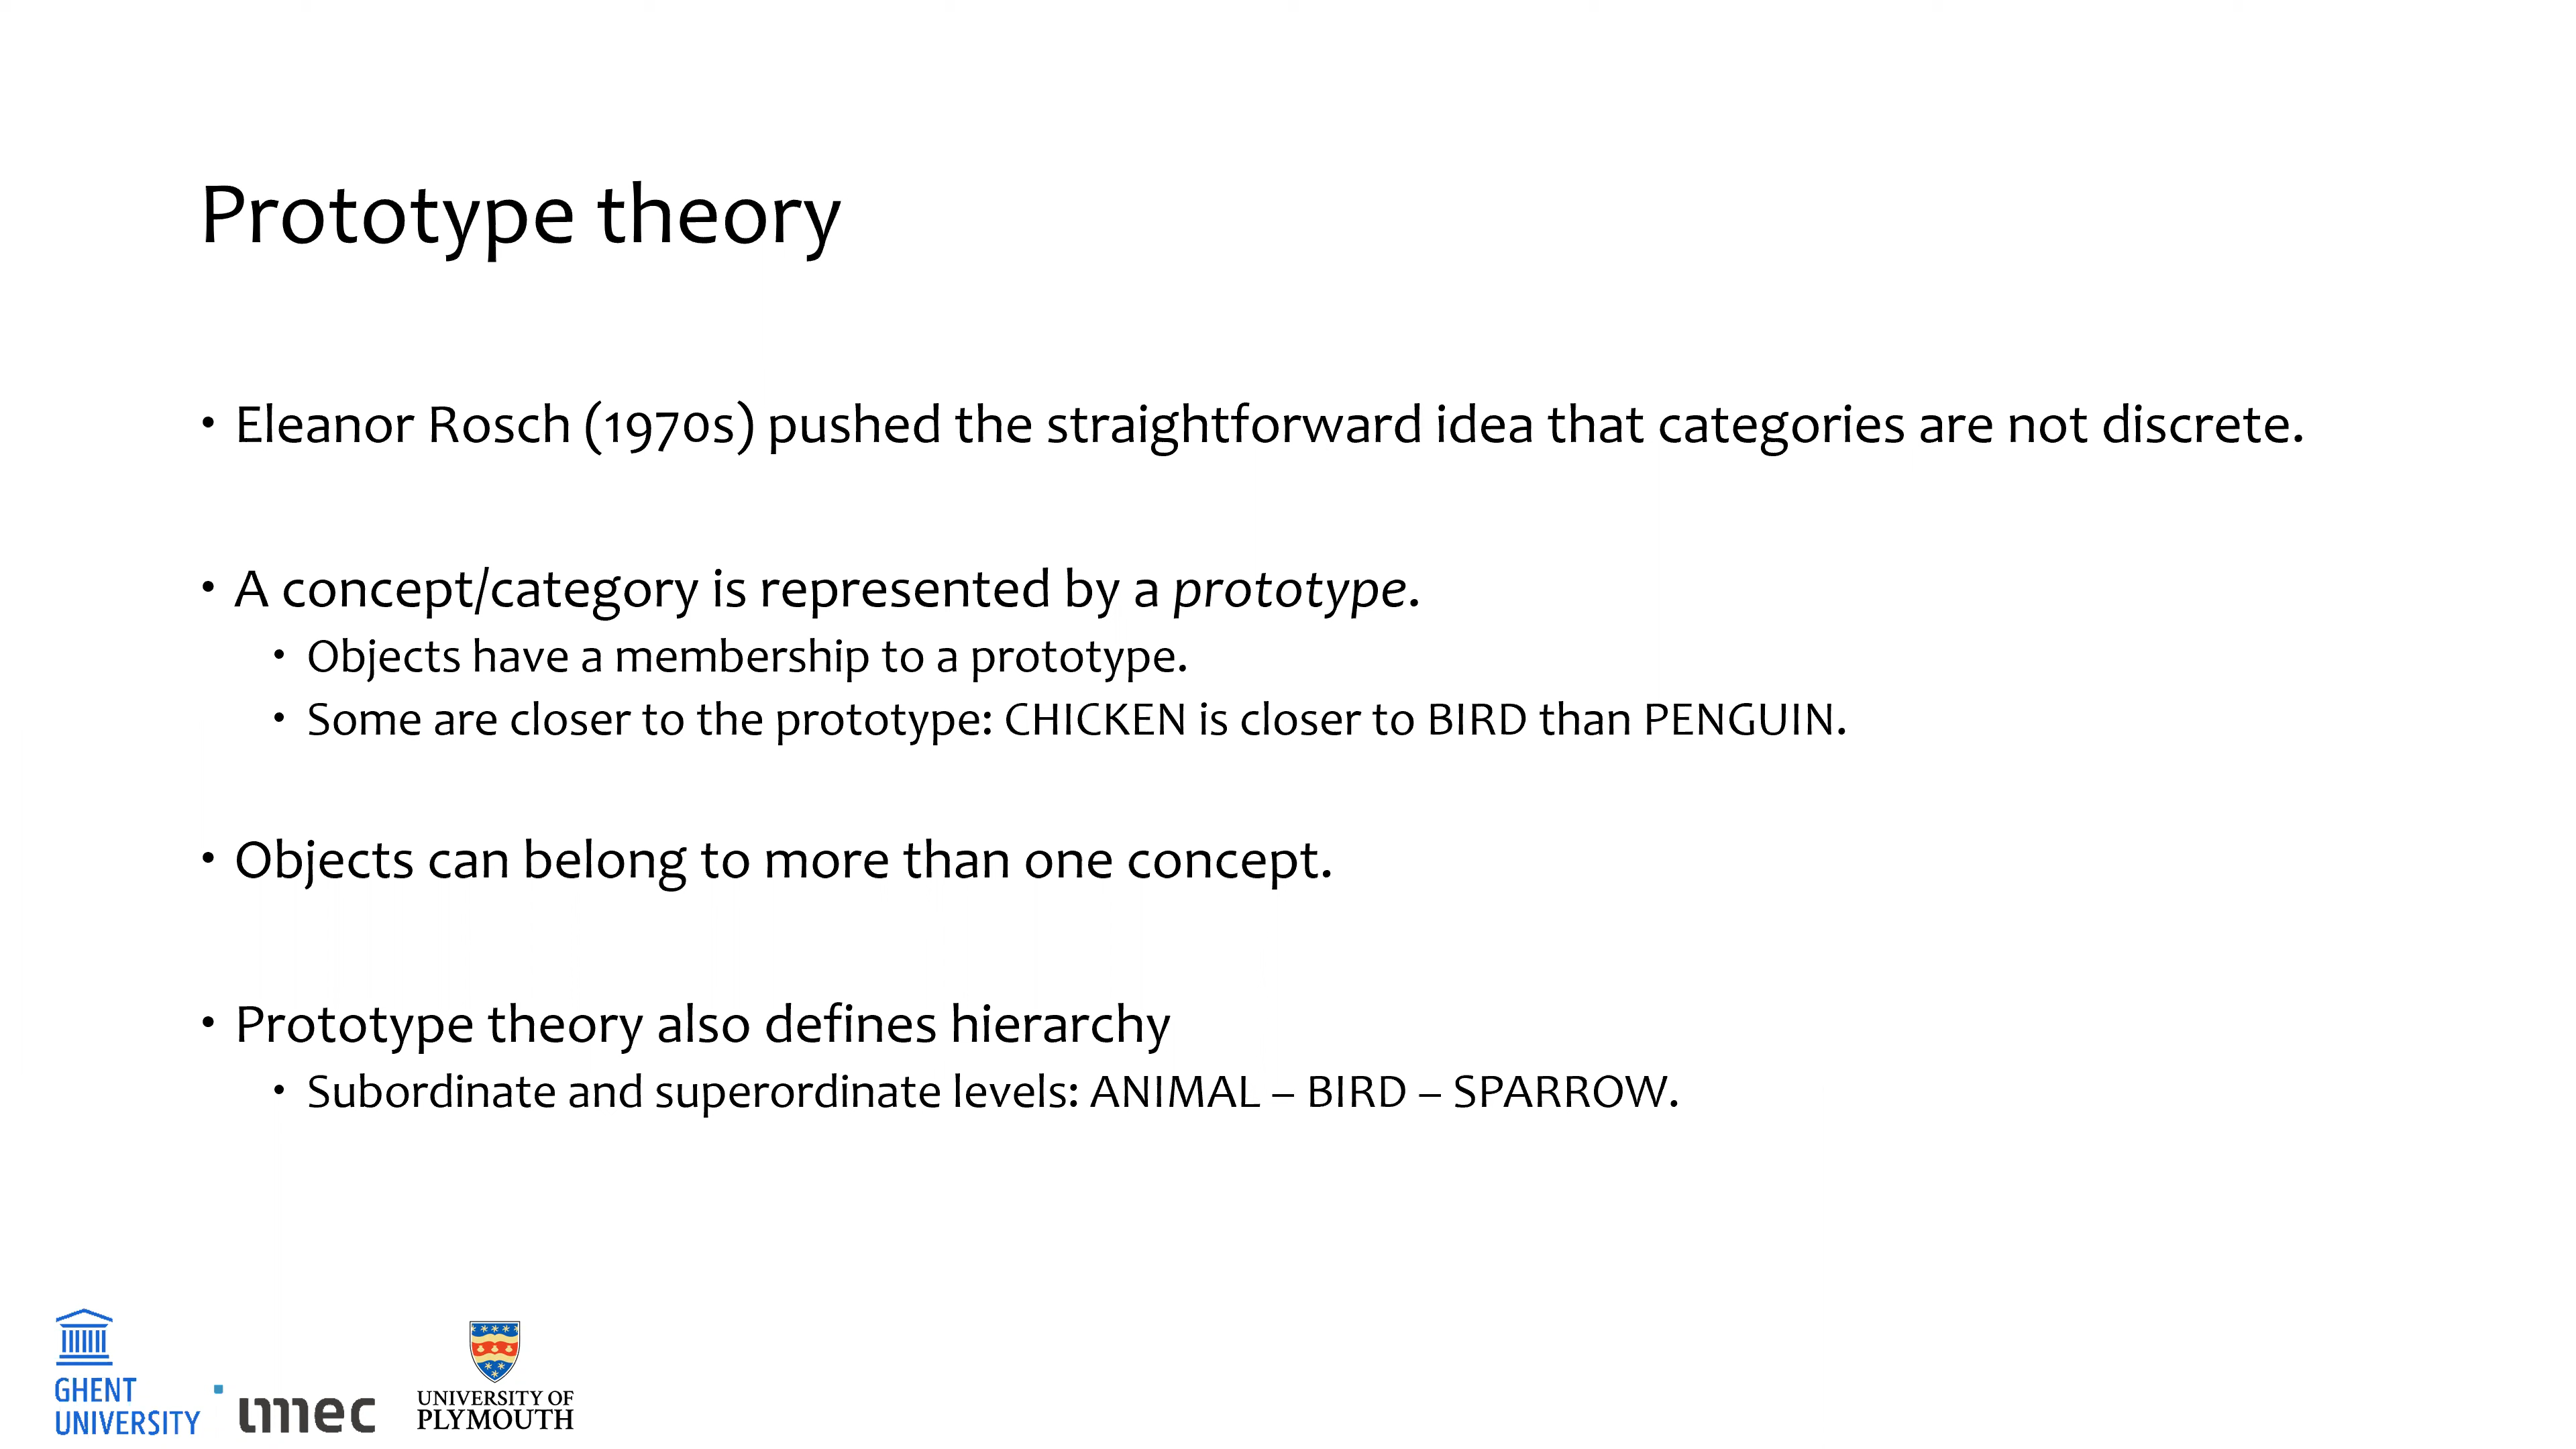 Prototype theory
• Eleanor Rosch (1970s) pushed the straightforward idea that categories are not discrete.
• A concept/category is represented by a prototype.
• Objects have a membership to a prototype.
• Some are closer to the prototype: CHICKEN is closer to BIRD than PENGUIN.
• Objects can belong to more than one concept.
• Prototype theory also defines hierarchy
• Subordinate and superordinate levels: ANIMAL – BIRD – SPARROW.
GHENT
UNIVERSITY
imec
UNIVERSITY OF
PLYMOUTH